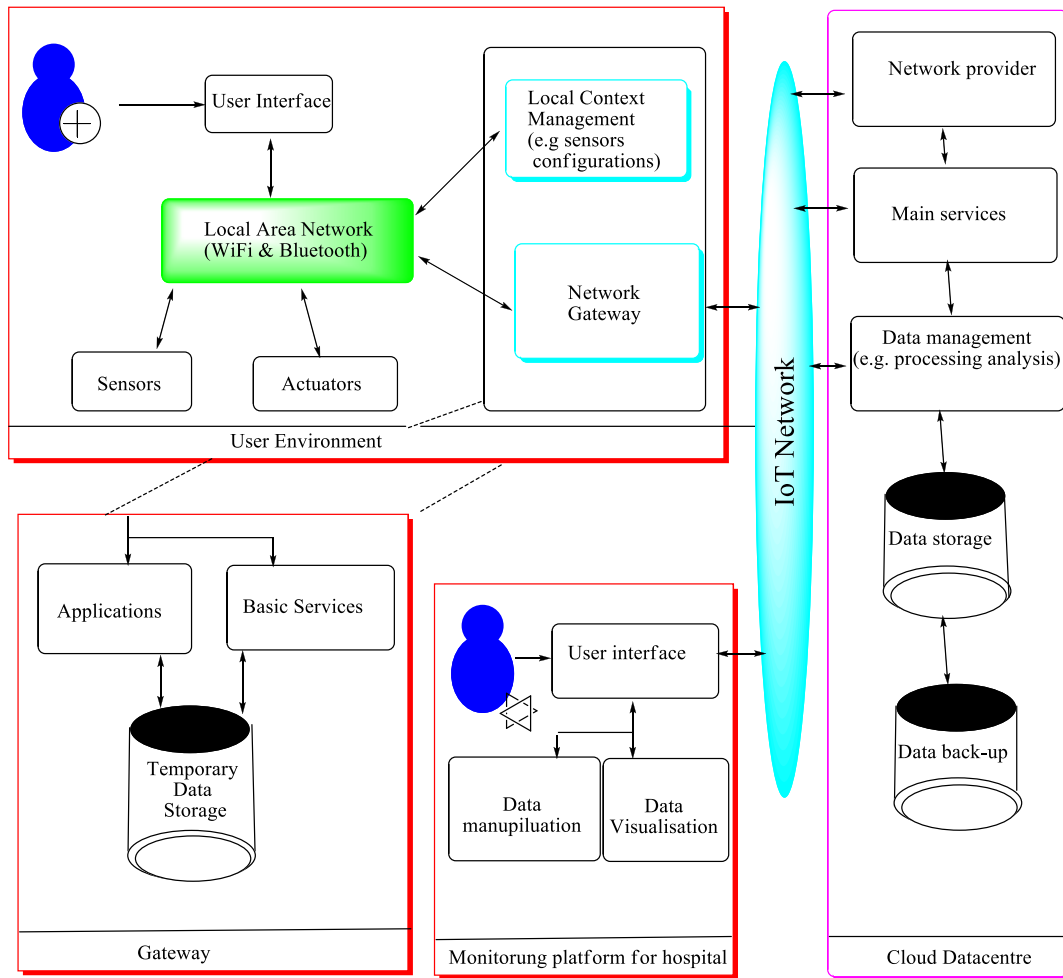 User Interface
Local Context
Management
(e.g sensors
configurations)
Local Area Network
(WiFi & Bluetooth)
Network
Gateway
Sensors
Actuators
User Environment
IoT Network
Network provider
Main services
Data management
(e.g. processing analysis)
Data storage
Data back-up
Cloud Datacentre
Applications
Basic Services
Temporary
Data
Storage
Gateway
User interface
Data
manupiluation
Data
Visualisation
Monitorung platform for hospital